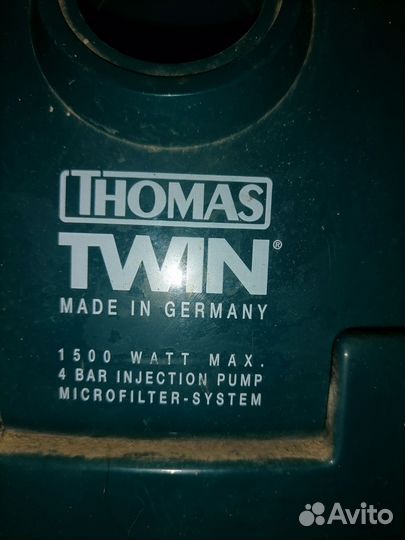 THOMAS
TWIN®
MADE IN GERMANY
1500 WATT MAX.
4 BAR INJECTION PUMP
MICROFILTER-SYSTEM
Avito